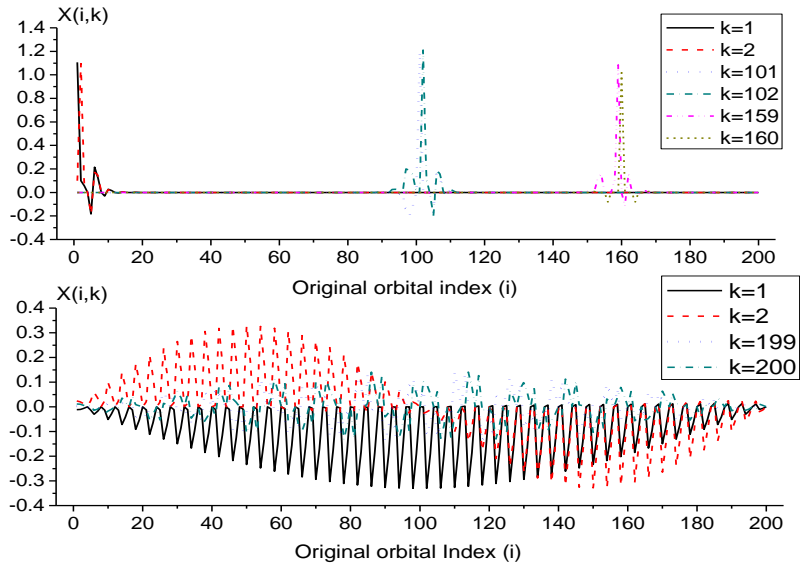 X(i,k)
1.4
1.2
1.0
0.8
0.6
0.4
0.2
0.0
-0.2
-0.4
0 20 40 60 80 100 120 140 160 180 200
Original orbital index (i)
k=1
k=2
k=101
k=102
k=159
k=160
X(i,k)
0.4
0.3
0.2
0.1
0.0
-0.1
-0.2
-0.3
-0.4
0 20 40 60 80 100 120 140 160 180 200
Original orbital Index (i)
k=1
k=2
k=199
k=200